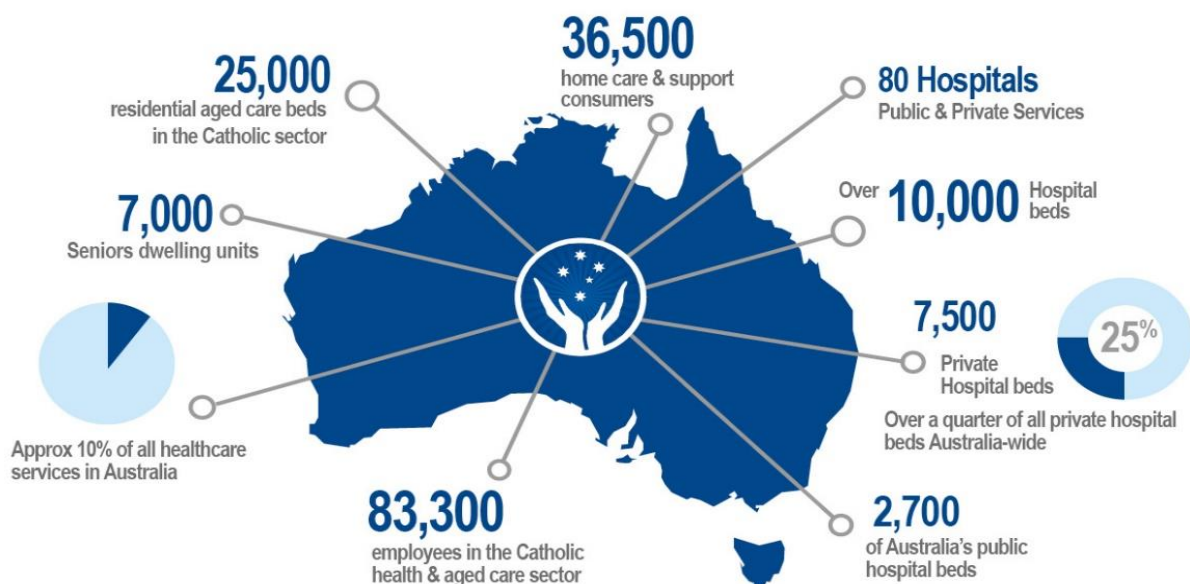 36,500
home care & support
consumers
25,000
residential aged care beds
in the Catholic sector
80 Hospitals
Public & Private Services
7,000
Seniors dwelling units
Over 10,000 Hospital
beds
7,500
Private
Hospital beds
25%
Over a quarter of all private hospital
beds Australia-wide
Approx 10% of all healthcare
services in Australia
83,300
employees in the Catholic
health & aged care sector
2,700
of Australia's public
hospital beds